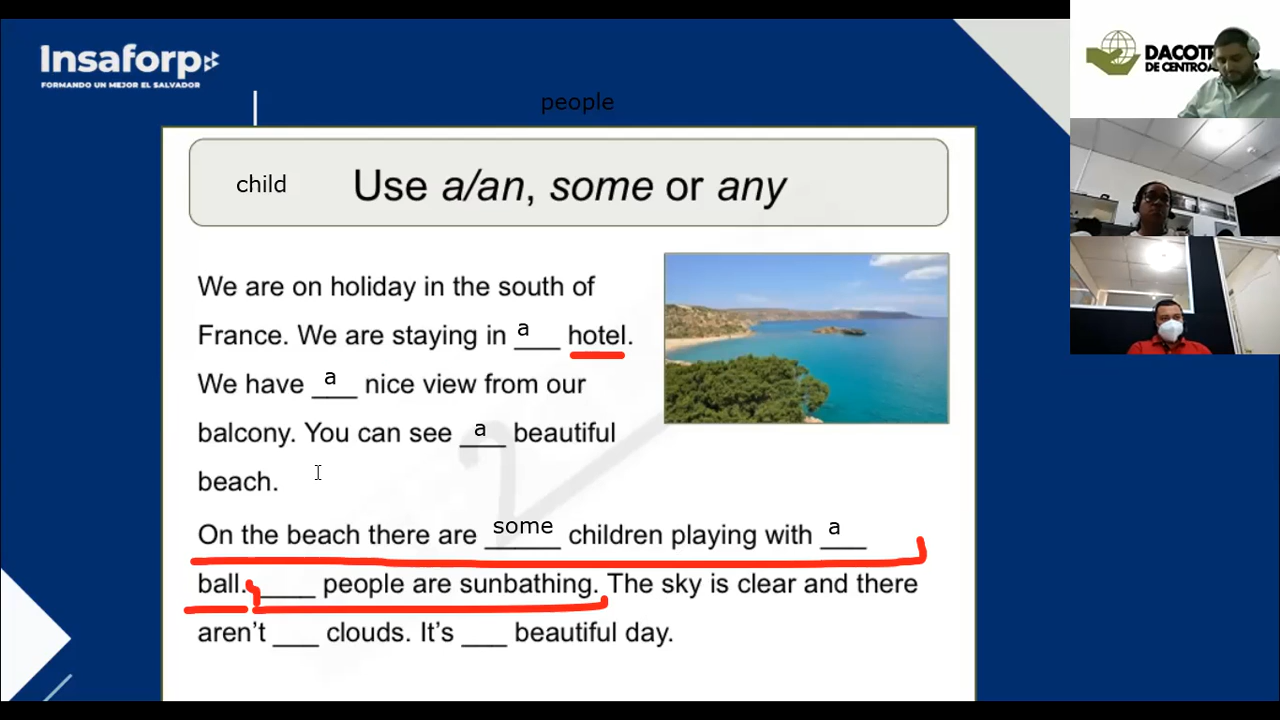 Insaforp
FORMANDO UN MEJOR EL SALVADOR
people
child
Use a/an, some or any
We are on holiday in the south of
France. We are staying in a hotel.
We have a nice view from our
balcony. You can see a beautiful
beach.
On the beach there are some children playing with a
ball. ____ people are sunbathing. The sky is clear and there
aren't ___ clouds. It's ___ beautiful day.
DE CENTROA